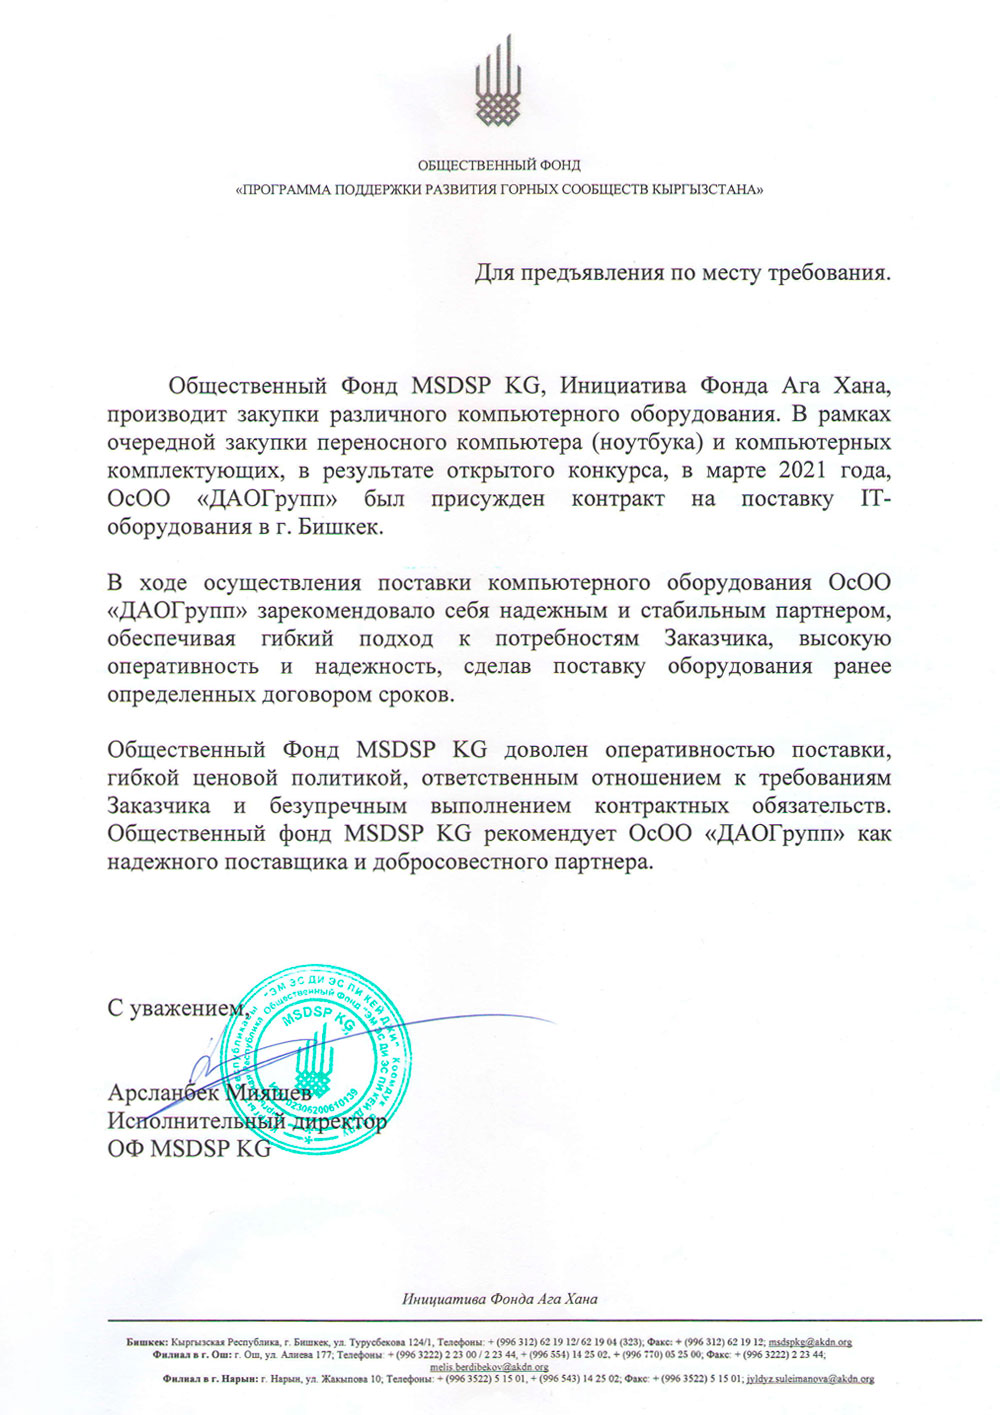 ОБЩЕСТВЕННЫЙ ФОНД
«ПРОГРАММА ПОДДЕРЖКИ РАЗВИТИЯ ГОРНЫХ СООБЩЕСТВ КЫРГЫЗСТАНА»
Для предъявления по месту требования.
Общественный Фонд MSDSP KG, Инициатива Фонда Ага Хана,
производит закупки различного компьютерного оборудования. В рамках
очередной закупки переносного компьютера (ноутбука) и компьютерных
комплектующих, в результате открытого конкурса, в марте 2021 года,
ОсОО «ДАОГрупп» был присужден контракт на поставку IT-
оборудования в г. Бишкек.
В ходе осуществления поставки компьютерного оборудования ОсОО
«ДАОГрупп» зарекомендовало себя надежным и стабильным партнером,
обеспечивая гибкий подход к потребностям Заказчика, высокую
оперативность и надежность, сделав поставку оборудования ранее
определенных договором сроков.
Общественный Фонд MSDSP KG доволен оперативностью поставки,
гибкой ценовой политикой, ответственным отношением к требованиям
Заказчика и безупречным выполнением контрактных обязательств.
Общественный фонд MSDSP KG рекомендует ОсОО «ДАОГрупп» как
надежного поставщика и добросовестного партнера.
С уважением,
MSDSP KG
"ЭМ ЭС ДИ ЭС ПИ КЕЙ ДЖИ"
Общественный Фонд
02306200610139
Арсланбек Мияшев
Исполнительный директор
ОФ MSDSP KG
Инициатива Фонда Ага Хана
Бишкек: Кыргызская Республика, г. Бишкек, ул. Турусбекова 124/1, Телефоны: + (996 312) 62 19 12/ 62 19 04 (323); Факс: + (996 312) 62 19 12; msdspkg@akdn.org
Филиал в г. Ош: г. Ош, ул. Алиева 177; Телефоны: + (996 3222) 2 23 00 / 2 23 44, + (996 554) 14 25 02, + (996 770) 05 25 00; Факс: + (996 3222) 2 23 44;
melis.berdibekov@akdn.org
Филиал в г. Нарын: г. Нарын, ул. Жакыпова 10; Телефоны: + (996 3522) 5 15 01, + (996 543) 14 25 02; Факс: + (996 3522) 5 15 01; jyldyz.suleimanova@akdn.org